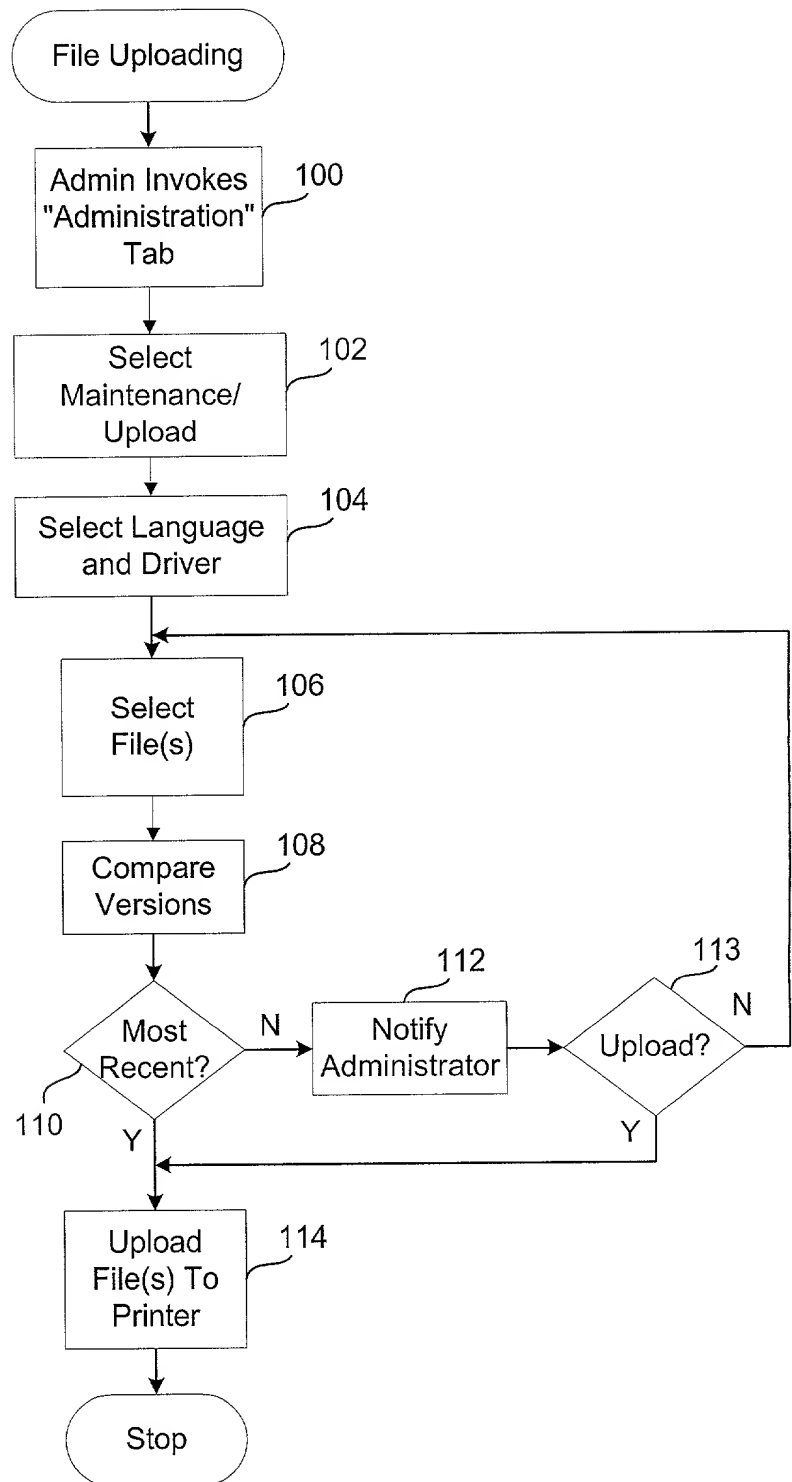 File Uploading
Admin Invokes
"Administration"
Tab
100
Select
Maintenance/
Upload
102
Select Language
and Driver
104
Select
File(s)
106
Compare
Versions
108
Most
Recent?
110
N
Y
Notify
Administrator
112
Upload?
113
N
Y
Upload
File(s) To
Printer
114
Stop